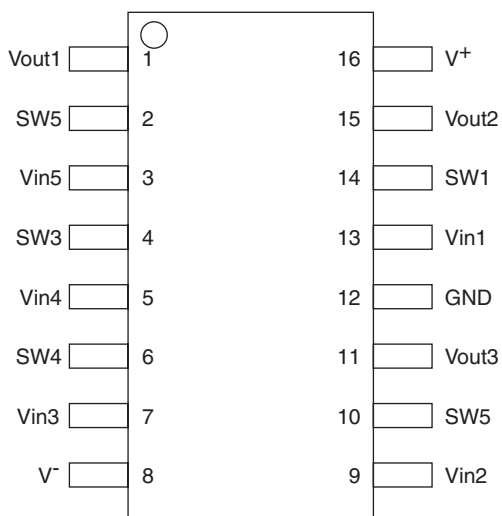 Vout1 1 16 V+
SW5 2 15 Vout2
Vin5 3 14 SW1
SW3 4 13 Vin1
Vin4 5 12 GND
SW4 6 11 Vout3
Vin3 7 10 SW5
V- 8 9 Vin2